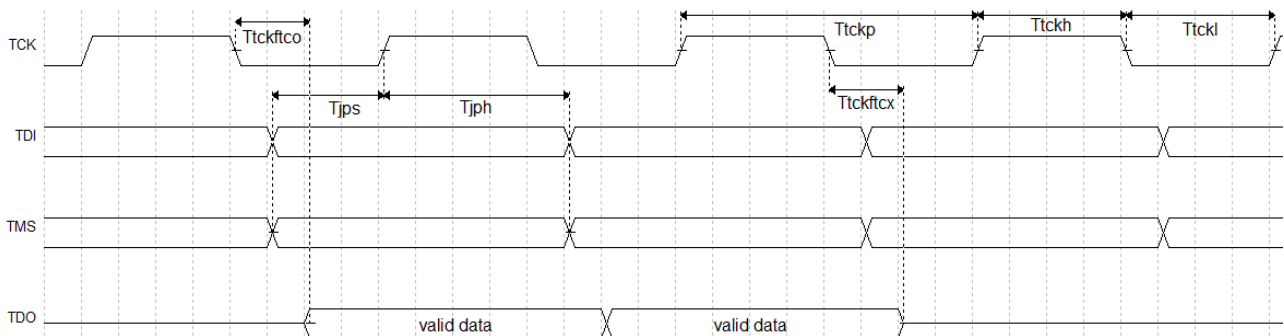 Ttckftco
Ttckp
Ttckh
Ttckl
TCK
Tjps
Tjph
Ttckftcx
TDI
TMS
TDO
valid data
valid data